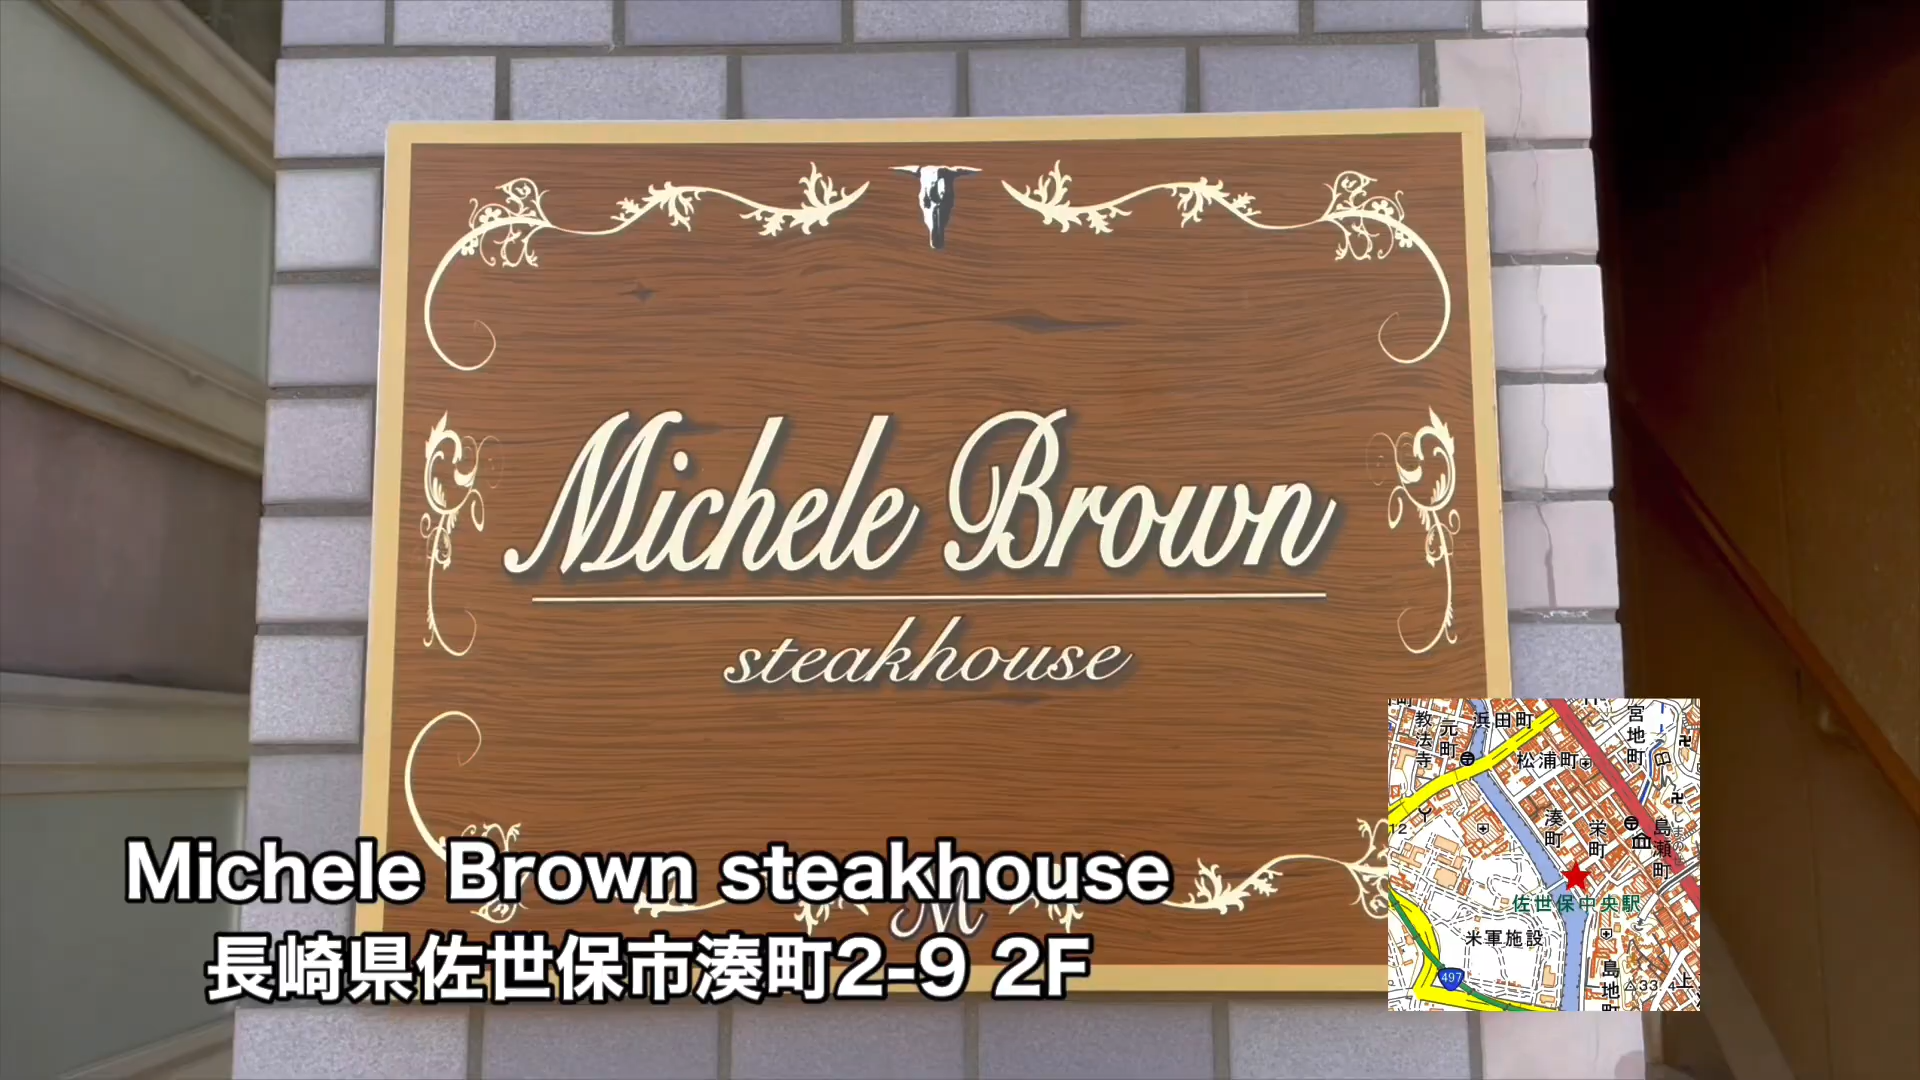 Michele Brown
steakhouse
M
Michele Brown steakhouse
長崎県佐世保市湊町2-9 2F
教法寺
元町
浜田町
宮地町
松浦町
12
湊町
栄町
島瀬町
佐世保中央駅
米軍施設
497
島地町